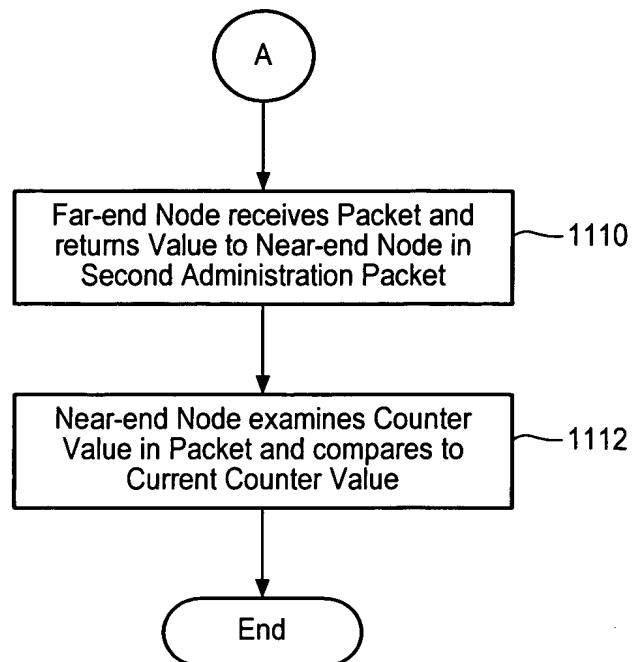 A
Far-end Node receives Packet and
returns Value to Near-end Node in
Second Administration Packet
1110
Near-end Node examines Counter
Value in Packet and compares to
Current Counter Value
1112
End